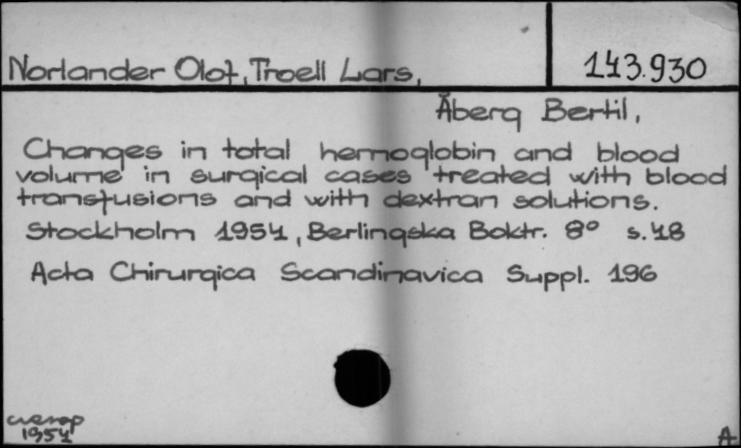 Norlander Olof, Troell Lars,
143.930
Åberg Bertil,
Changes in total hemoglobin and blood
volume in surgical cases treated with blood
transfusions and with dextran solutions.
Stockholm 1954, Berlingska Boktr. 8° s. 48
Acta Chirurgica Scandinavica Suppl. 196
1954
A